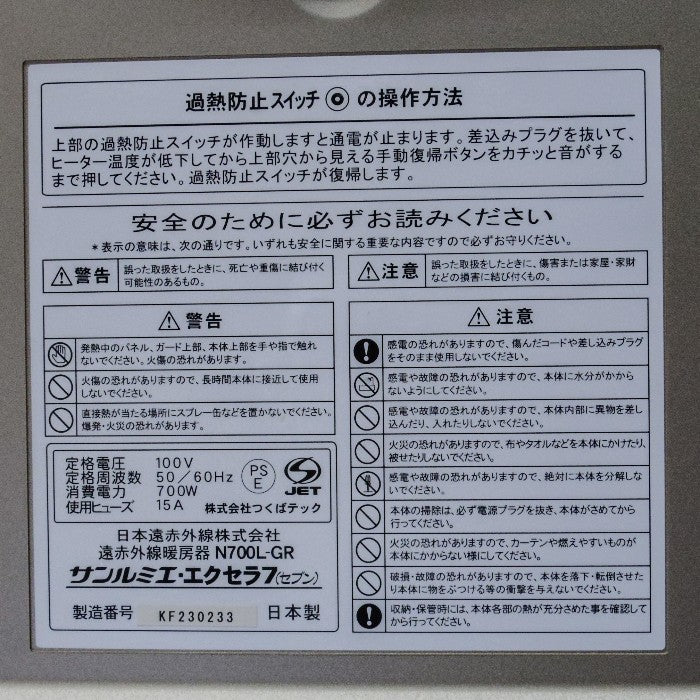 過熱防止スイッチ◎の操作方法
上部の過熱防止スイッチが作動しますと通電が止まります。差込みプラグを抜いて、
ヒーター温度が低下してから上部穴から見える手動復帰ボタンをカチッと音がする
まで押してください。過熱防止スイッチが復帰します。
安全のために必ずお読みください
*表示の意味は、次の通りです。いずれも安全に関する重要な内容ですので必ずお守りください。
⚠警告
誤った取扱をしたときに、死亡や重傷に結び付く
可能性のあるもの。
⚠注意
誤った取扱をしたときに、傷害または家屋・家財
などの損害に結び付くもの。
⚠警告
発熱中のパネル、ガード上部、本体上部を手や指で触れ
ないでください。火傷の恐れがあります。
火傷の恐れがありますので、長時間本体に接近して使用
しないでください。
直接熱が当たる場所にスプレー缶などを置かないでください。
爆発・火災の恐れがあります。
定格電圧 100V
定格周波数 50/60Hz
消費電力 700W
使用ヒューズ 15A
PS
E
JET
株式会社つくばテック
日本遠赤外線株式会社
遠赤外線暖房器 N700L-GR
サンルミエ・エクセラ7(セブン)
製造番号 KF230233 日本製
⚠注意
感電の恐れがありますので、傷んだコードや差し込みプラグ
をそのまま使用しないでください。
感電や故障の恐れがありますので、本体に水分がかから
ないようにしてください。
感電や故障の恐れがありますので、本体内部に異物を差し
込んだり、入れたりしないでください。
火災の恐れがありますので、布やタオルなどを本体にかけたり、
被せたりしないでください。
感電や故障の恐れがありますので、絶対に本体を分解しな
いでください。
本体の掃除は、必ず電源プラグを抜き、本体がさめてから
行ってください。
火災の恐れがありますので、カーテンや燃えやすいものが
本体にかからない様にしてください。
破損・故障の恐れがありますので、本体を落下・転倒させた
り本体に物をぶつける等の衝撃を与えないでください。
収納・保管時には、本体各部の熱が充分さめた事を確認して
から行ってください。